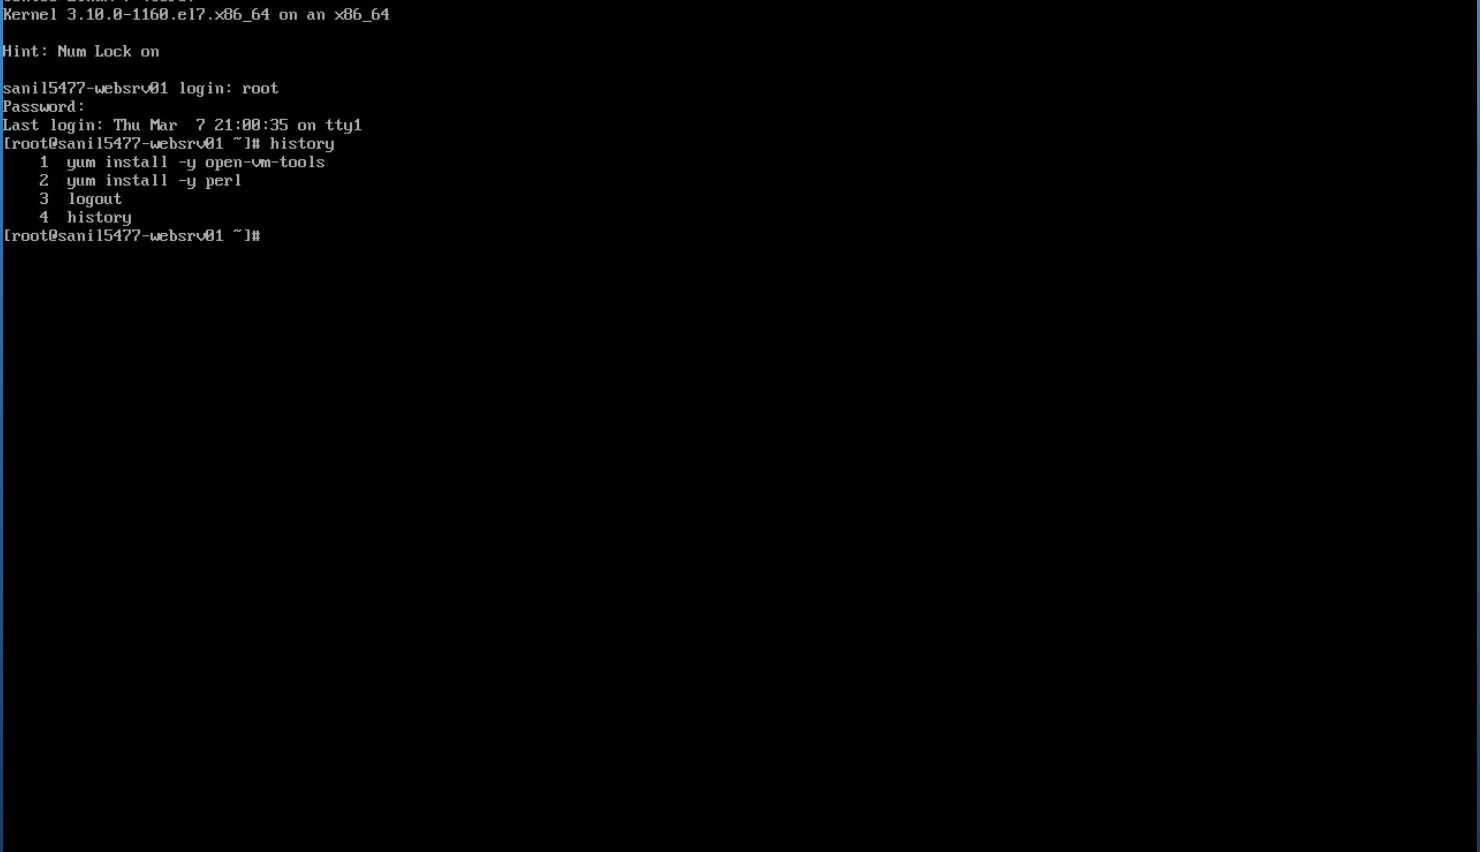 Kernel 3.10.0-1160.el7.x86_64 on an x86_64
Hint: Num Lock on
sanil5477-websrv01 login: root
Password:
Last login: Thu Mar  7 21:00:35 on tty1
[root@sanil5477-websrv01 ~]# history
    1  yum install -y open-vm-tools
    2  yum install -y perl
    3  logout
    4  history
[root@sanil5477-websrv01 ~]#